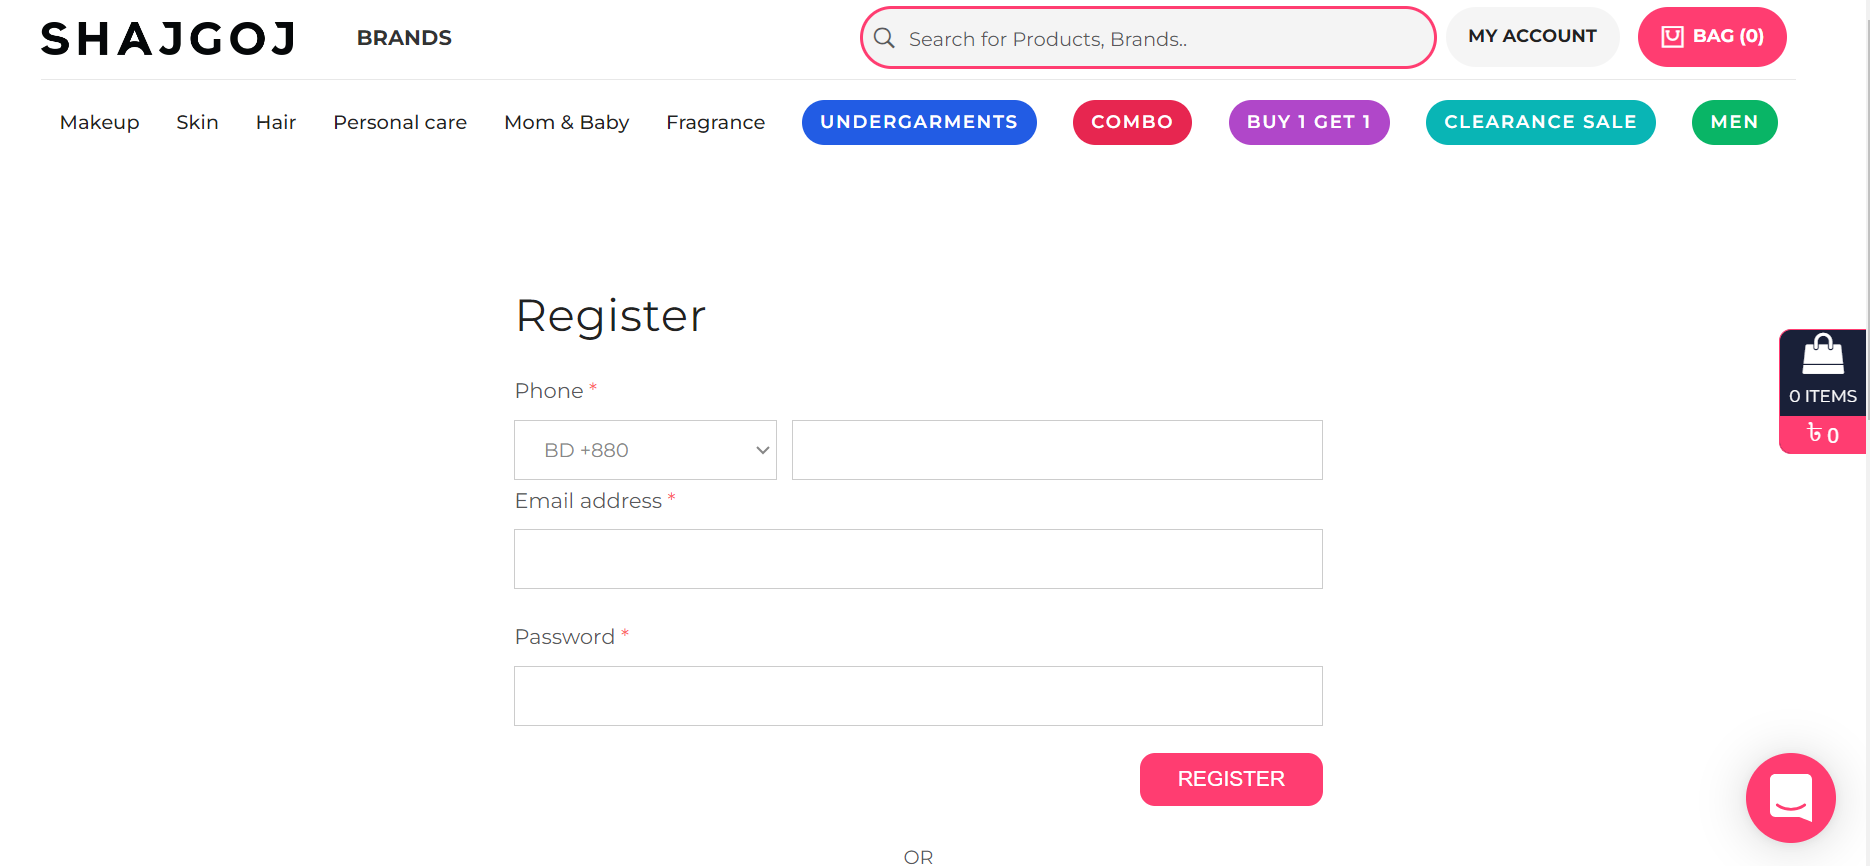 SHAJGOJ BRANDS Search for Products, Brands.. MY ACCOUNT BAG (0)
Makeup Skin Hair Personal care Mom & Baby Fragrance UNDERGARMENTS COMBO BUY 1 GET 1 CLEARANCE SALE MEN
Register
Phone *
BD +880
0 ITEMS
৳ 0
Email address *
Password *
REGISTER
OR